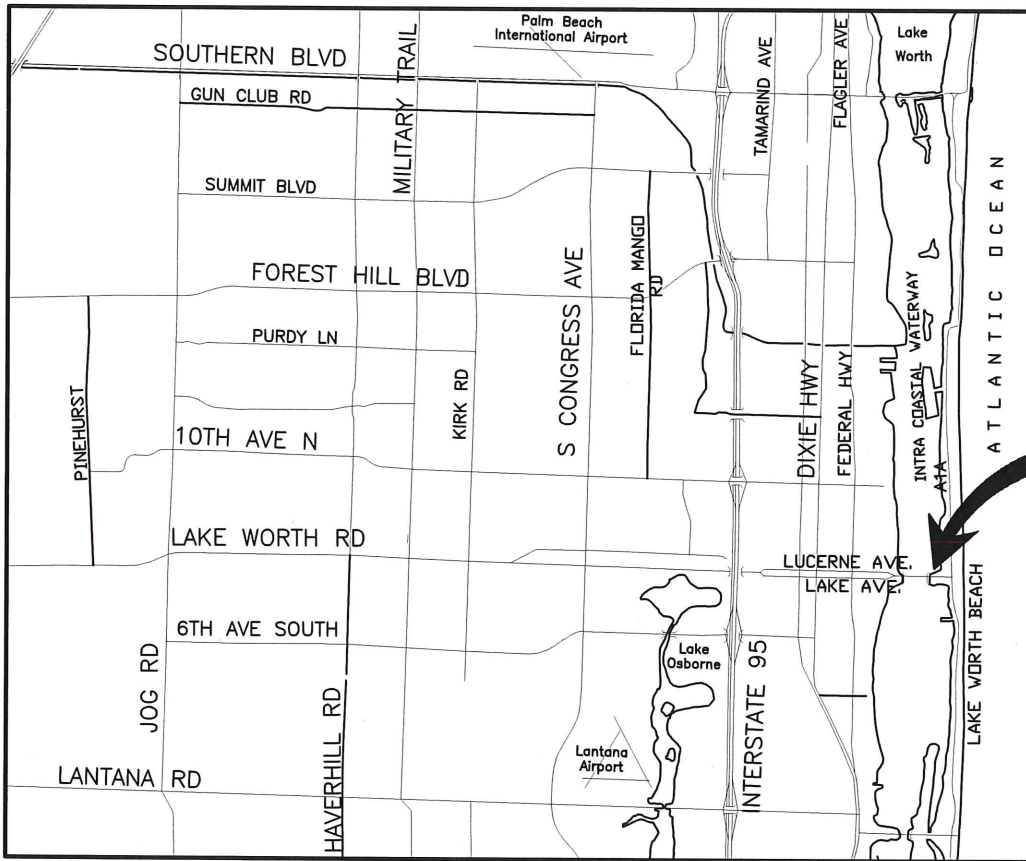 Palm Beach
International Airport
Lake
Worth
SOUTHERN BLVD
GUN CLUB RD
MILITARY TRAIL
TAMARIND AVE
FLAGLER AVE
SUMMIT BLVD
FOREST HILL BLVD
S CONGRESS AVE
FLORIDA MANGO
RD
ATLANTIC OCEAN
PURDY LN
PINEHURST
KIRK RD
10TH AVE N
DIXIE HWY
FEDERAL HWY
INTRA COASTAL WATERWAY
A1A
LAKE WORTH RD
LUCERNE AVE.
LAKE AVE.
6TH AVE SOUTH
Lake
Osborne
LAKE WORTH BEACH
JOG RD
HAVERHILL RD
INTERSTATE 95
Lantana
Airport
LANTANA RD